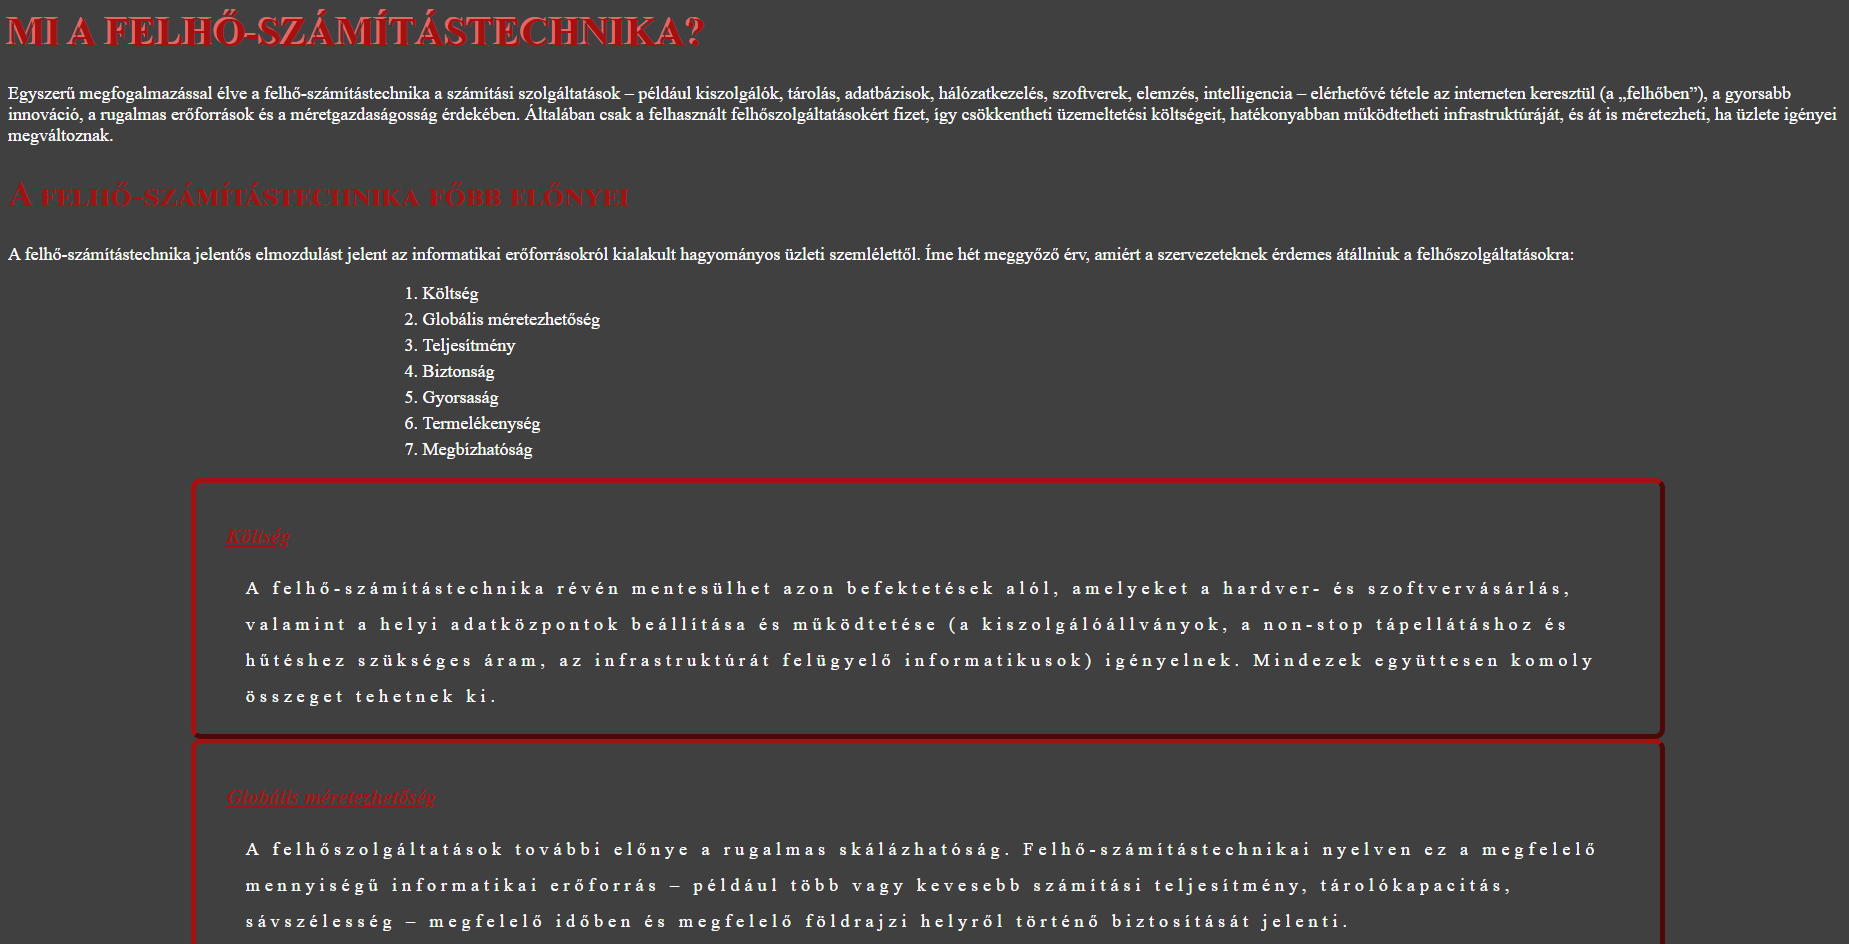 MI A FELHŐ-SZÁMÍTÁSTECHNIKA?
Egyszerű megfogalmazással élve a felhő-számítástechnika a számítási szolgáltatások – például kiszolgálók, tárolás, adatbázisok, hálózatkezelés, szoftverek, elemzés, intelligencia – elérhetővé tétele az interneten keresztül (a „felhőben”), a gyorsabb
innováció, a rugalmas erőforrások és a méretgazdaságosság érdekében. Általában csak a felhasznált felhőszolgáltatásokért fizet, így csökkentheti üzemeltetési költségeit, hatékonyabban működtetheti infrastruktúráját, és át is méretezheti, ha üzlete igényei
megváltoznak.
A FELHŐ-SZÁMÍTÁSTECHNIKA FŐBB ELŐNYEI
A felhő-számítástechnika jelentős elmozdulást jelent az informatikai erőforrásokról kialakult hagyományos üzleti szemlélettől. Íme hét meggyőző érv, amiért a szervezeteknek érdemes átállniuk a felhőszolgáltatásokra:
1. Költség
2. Globális méretezhetőség
3. Teljesítmény
4. Biztonság
5. Gyorsaság
6. Termelékenység
7. Megbízhatóság
Költség
A felhő-számítástechnika révén mentesülhet azon befektetések alól, amelyeket a hardver- és szoftvervásárlás,
valamint a helyi adatközpontok beállítása és működtetése (a kiszolgálóállványok, a non-stop tápellátáshoz és
hűtéshez szükséges áram, az infrastruktúrát felügyelő informatikusok) igényelnek. Mindezek együttesen komoly
összeget tehetnek ki.
Globális méretezhetőség
A felhőszolgáltatások további előnye a rugalmas skálázhatóság. Felhő-számítástechnikai nyelven ez a megfelelő
mennyiségű informatikai erőforrás – például több vagy kevesebb számítási teljesítmény, tárolókapacitás,
sávszélesség – megfelelő időben és megfelelő földrajzi helyről történő biztosítását jelenti.